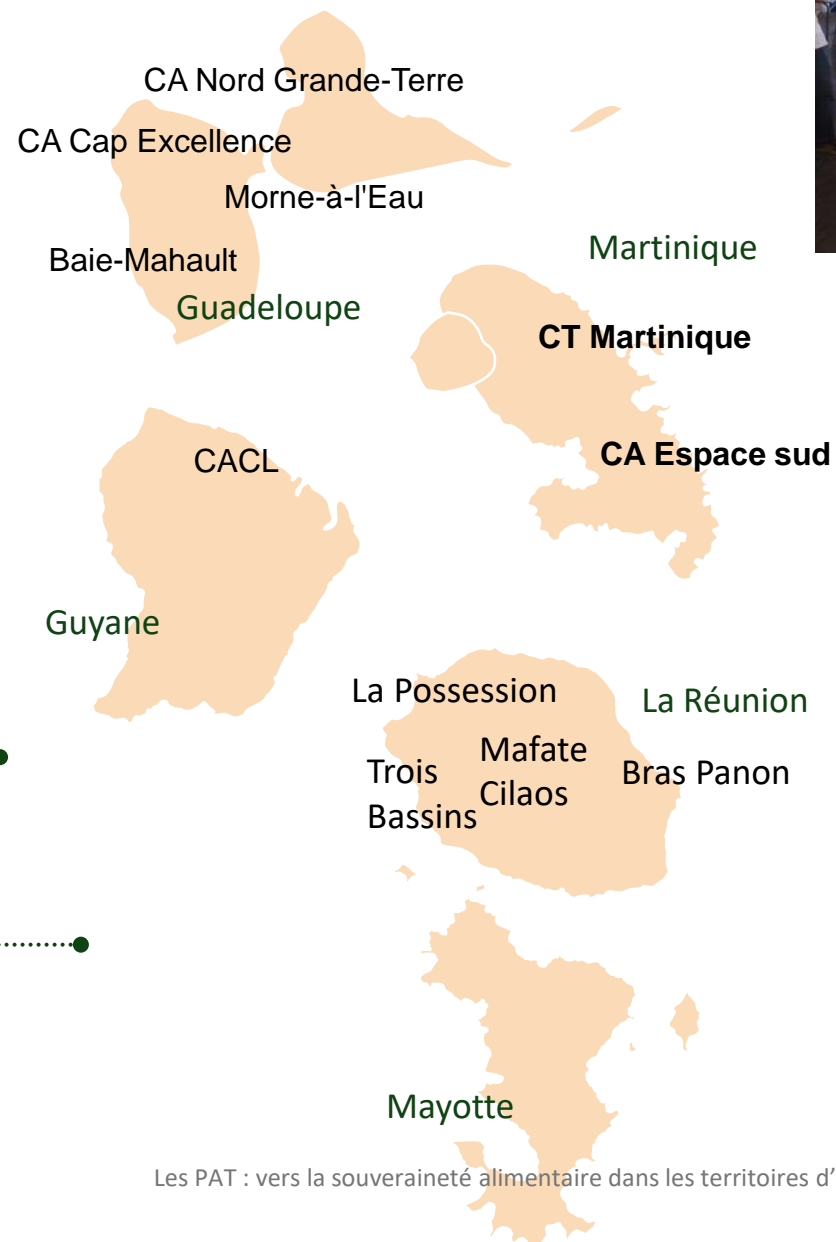 CA Nord Grande-Terre
CA Cap Excellence
Morne-à-l'Eau
Baie-Mahault
Guadeloupe
Martinique
CT Martinique
CA Espace sud
CACL
Guyane
La Possession
La Réunion
Mafate
Cilaos
Trois
Bassins
Bras Panon
Mayotte
Les PAT : vers la souveraineté alimentaire dans les territoires d'